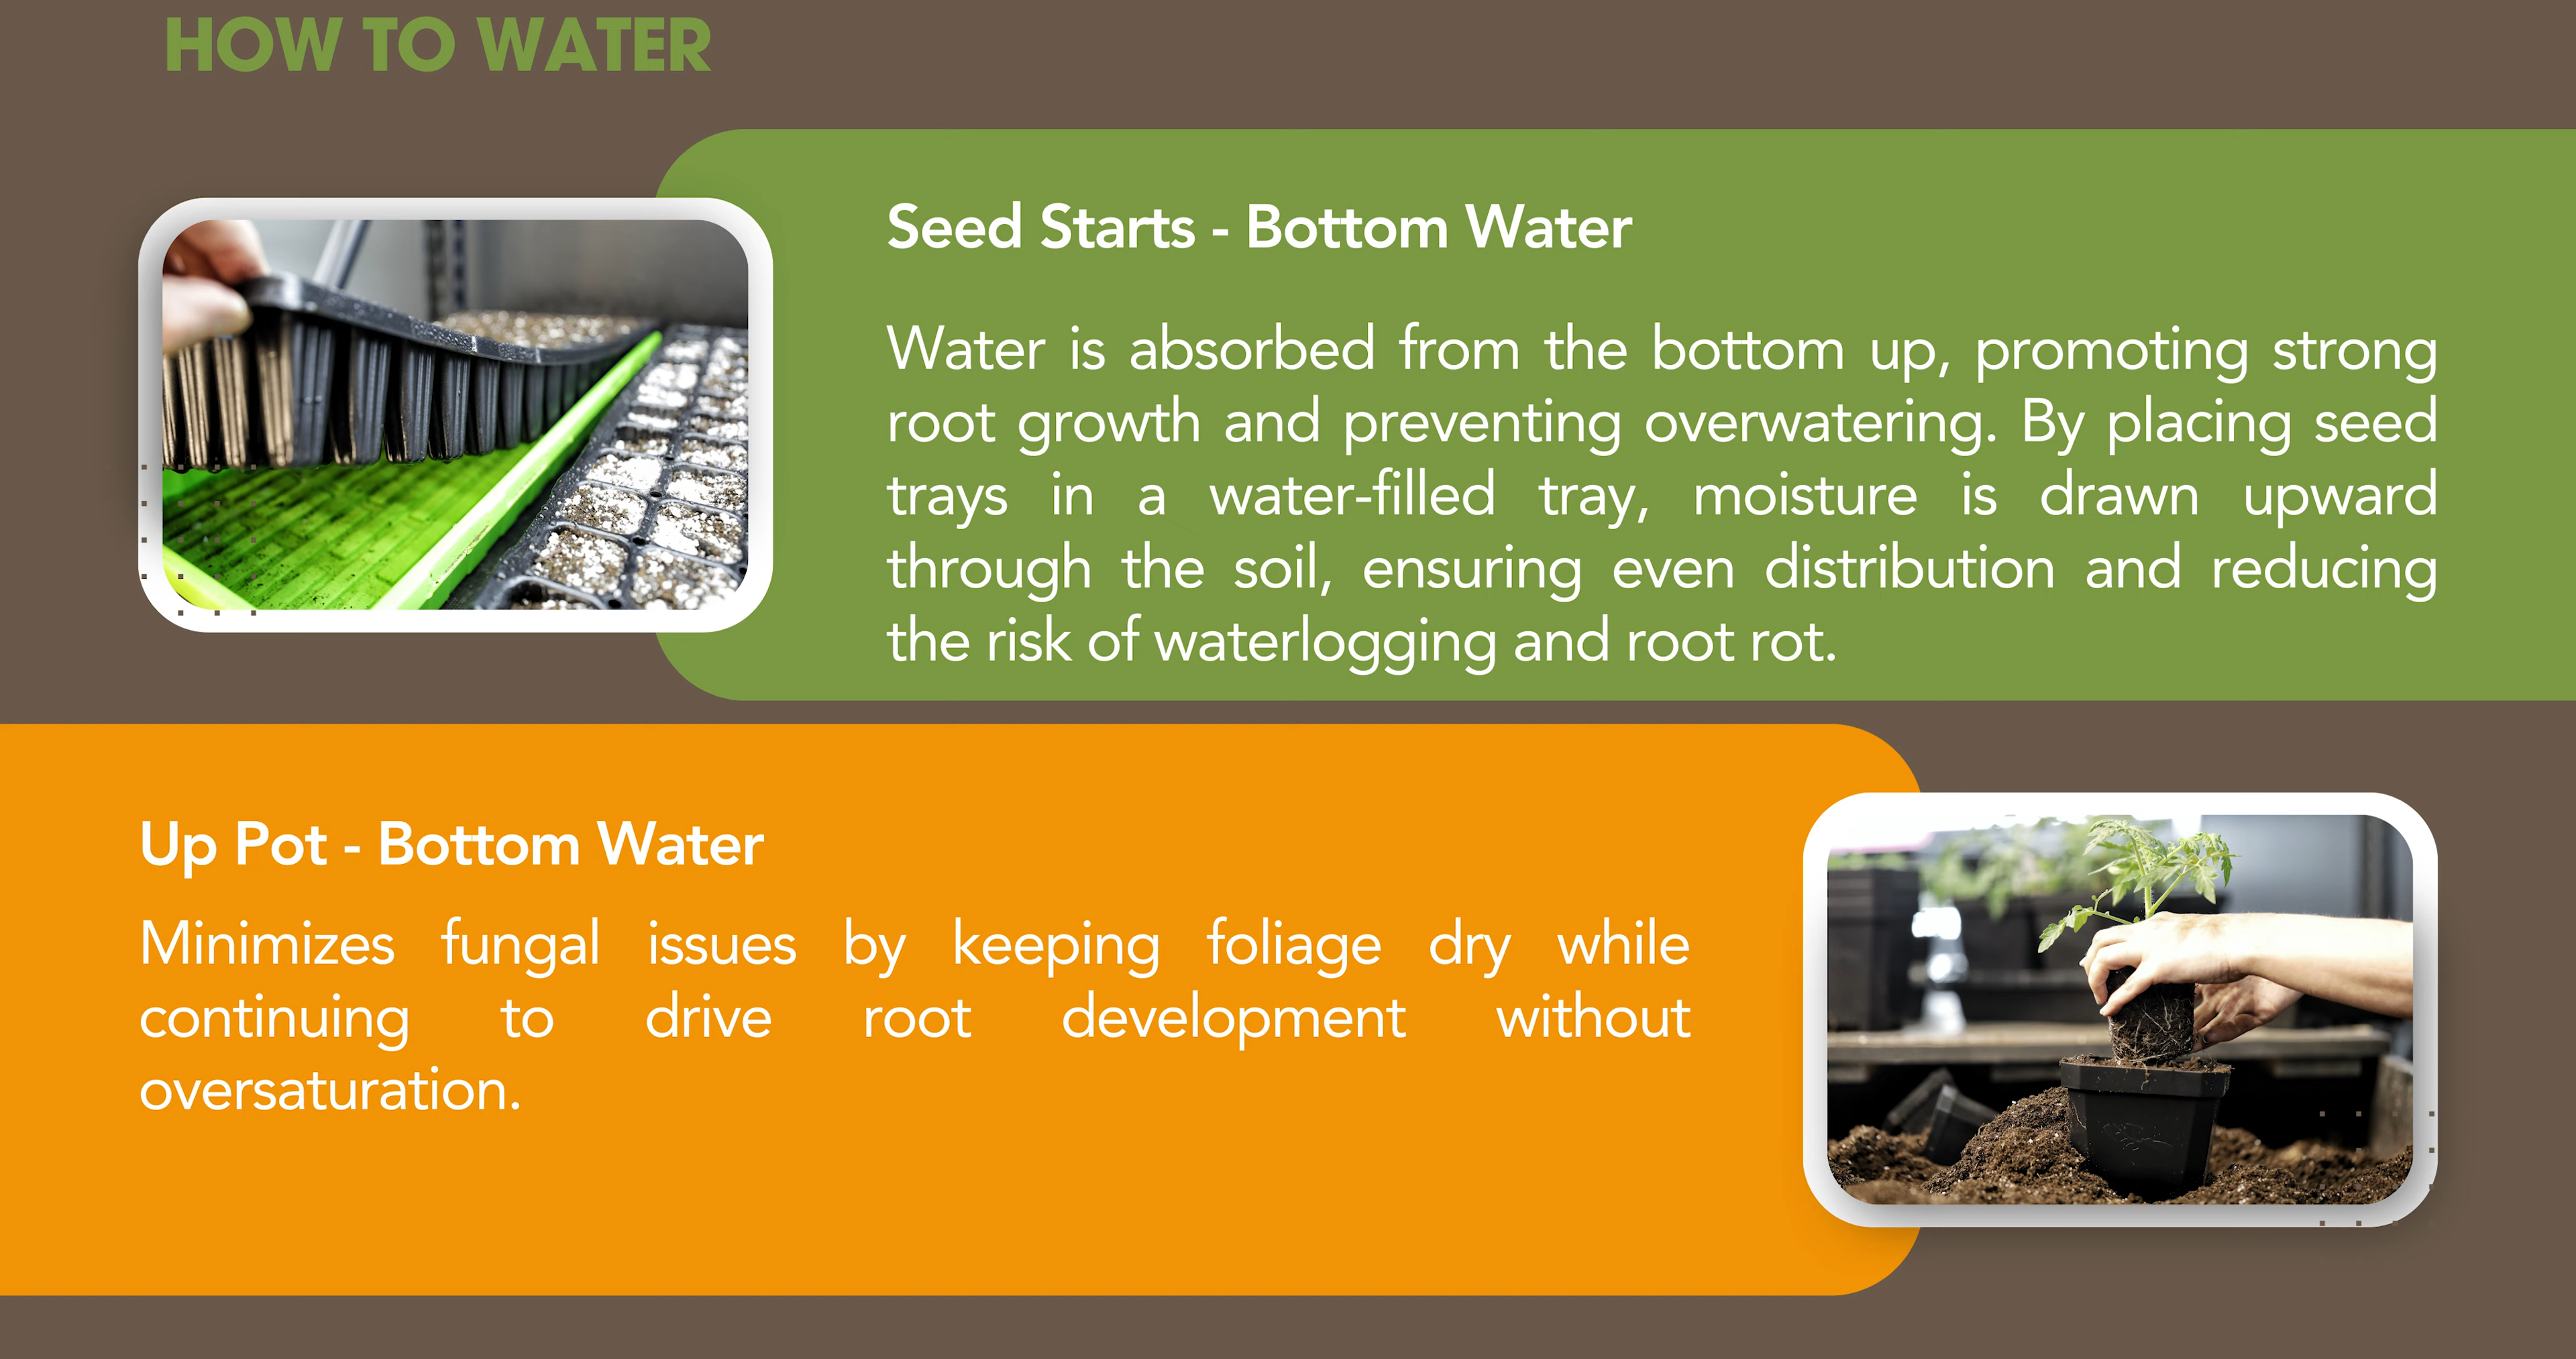 HOW TO WATER
Seed Starts - Bottom Water
Water is absorbed from the bottom up, promoting strong
root growth and preventing overwatering. By placing seed
trays in a water-filled tray, moisture is drawn upward
through the soil, ensuring even distribution and reducing
the risk of waterlogging and root rot.
Up Pot - Bottom Water
Minimizes fungal issues by keeping foliage dry while
continuing to drive root development without
oversaturation.